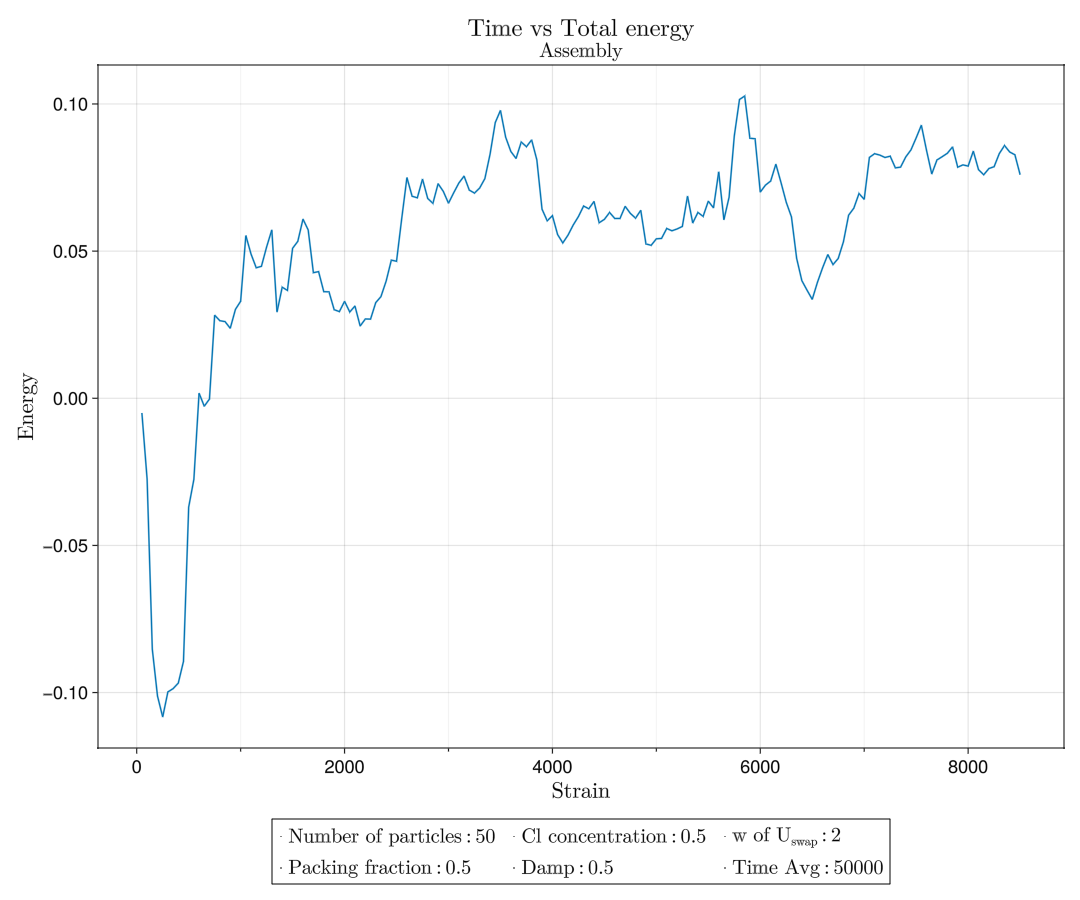 Time vs Total energy
Assembly
0.10
0.05
0.00
−0.05
−0.10
Energy
0 2000 4000 6000 8000
Strain
· Number of particles : 50 · Cl concentration : 0.5 · w of U_swap : 2
· Packing fraction : 0.5 · Damp : 0.5 · Time Avg : 50000